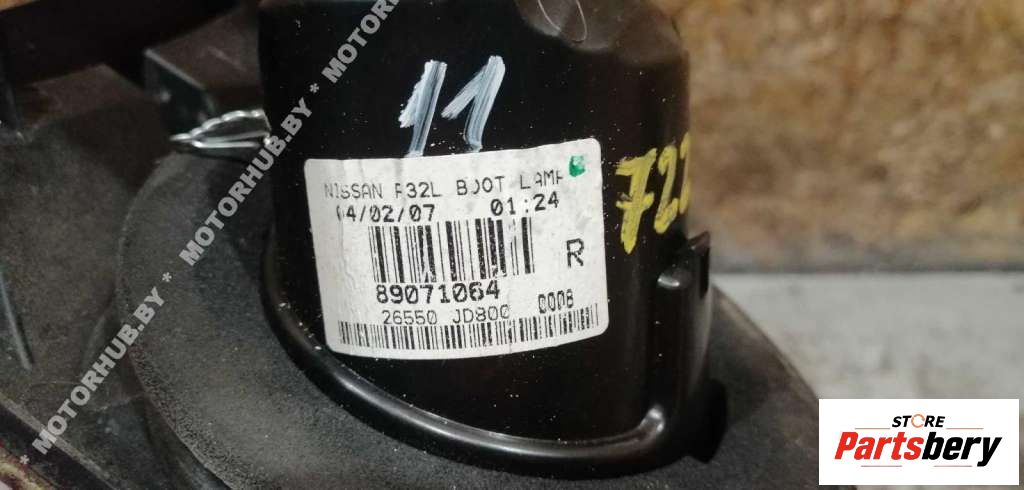 * MOTORHUB.BY * MOTORHUB.BY * MOTORHUB.BY
11
NISSAN P32L BOOT LAMP
04/02/07 01:24
R
89071064
26550 JD800 0008
722
STORE
Partsbery